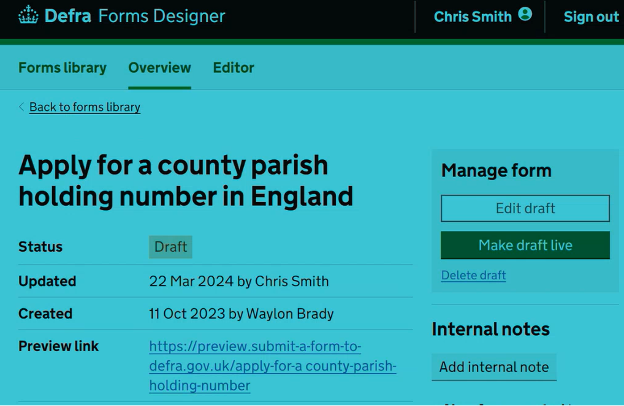 Defra Forms Designer
Chris Smith
Sign out
Forms library
Overview
Editor
Back to forms library
Apply for a county parish
holding number in England
Status
Draft
Updated
22 Mar 2024 by Chris Smith
Created
11 Oct 2023 by Waylon Brady
Preview link
https://preview.submit-a-form-to-
defra.gov.uk/apply-for-a county-parish-
holding-number
Manage form
Edit draft
Make draft live
Delete draft
Internal notes
Add internal note